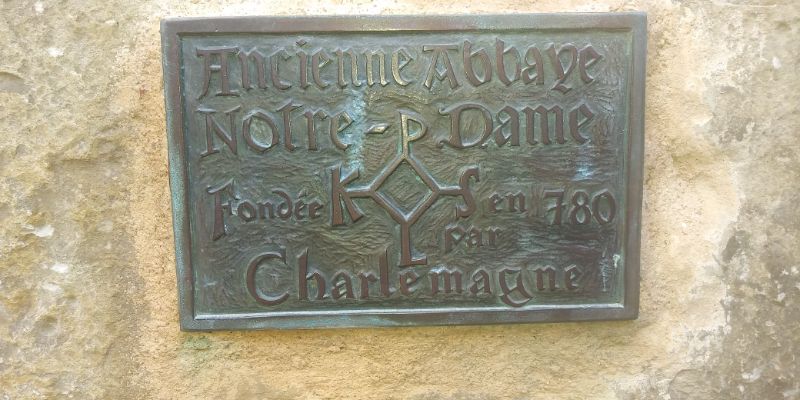 Ancienne Abbaye
Notre-Dame
Fondée en 780
par
Charlemagne
K R S L